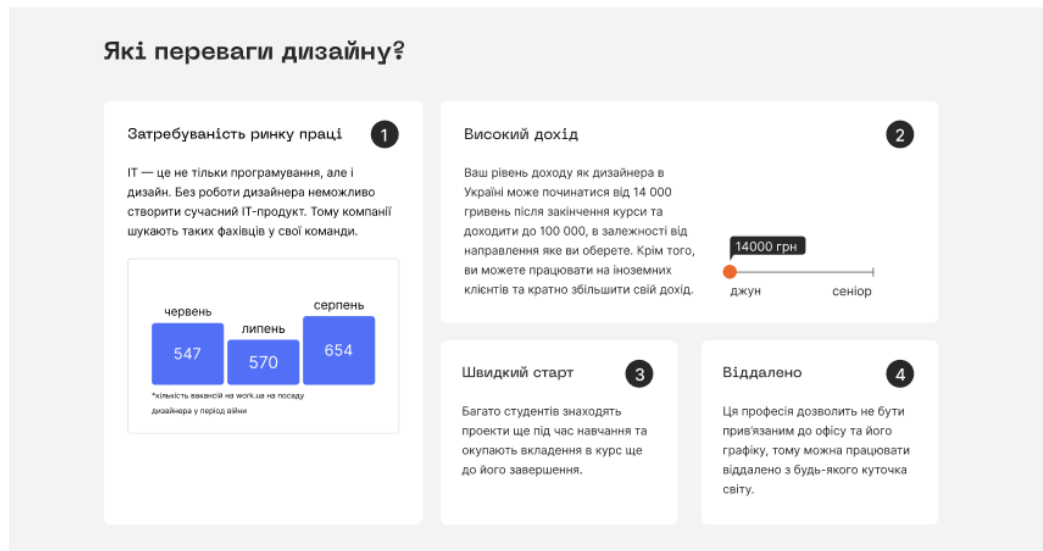 Які переваги дизайну?
Затребуваність ринку праці
1
ІТ — це не тільки програмування, але і
дизайн. Без роботи дизайнера неможливо
створити сучасний ІТ-продукт. Тому компанії
шукають таких фахівців у свої команди.
червень
липень
серпень
547
570
654
*кількість вакансій на work.ua на посаду
дизайнера у період війни
Високий дохід
2
Ваш рівень доходу як дизайнера в
Україні може починатися від 14 000
гривень після закінчення курси та
доходити до 100 000, в залежності від
направлення яке ви оберете. Крім того,
ви можете працювати на іноземних
клієнтів та кратно збільшити свій дохід.
14000 грн
джун
сеніор
Швидкий старт
3
Багато студентів знаходять
проекти ще під час навчання та
окупають вкладення в курс ще
до його завершення.
Віддалено
4
Ця професія дозволить не бути
прив'язаним до офісу та його
графіку, тому можна працювати
віддалено з будь-якого куточка
світу.